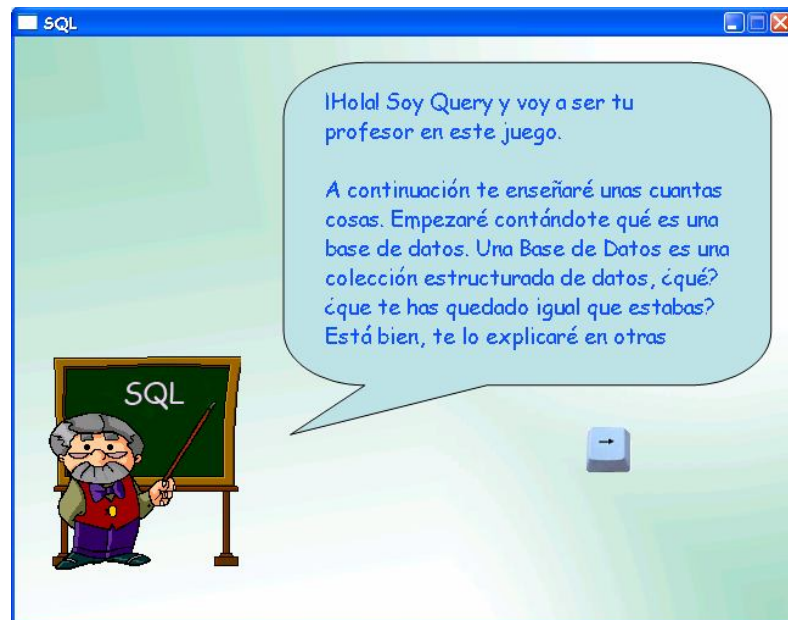 SQL
¡Hola! Soy Query y voy a ser tu
profesor en este juego.
A continuación te enseñaré unas cuantas
cosas. Empezaré contándote qué es una
base de datos. Una Base de Datos es una
colección estructurada de datos, ¿qué?
¿que te has quedado igual que estabas?
Está bien, te lo explicaré en otras
SQL
→